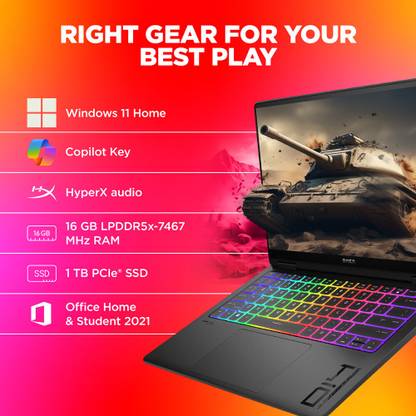 RIGHT GEAR FOR YOUR
BEST PLAY
Windows 11 Home
Copilot Key
HyperX audio
16GB
16 GB LPDDR5x-7467
MHz RAM
SSD
1 TB PCIe® SSD
Office Home
& Student 2021